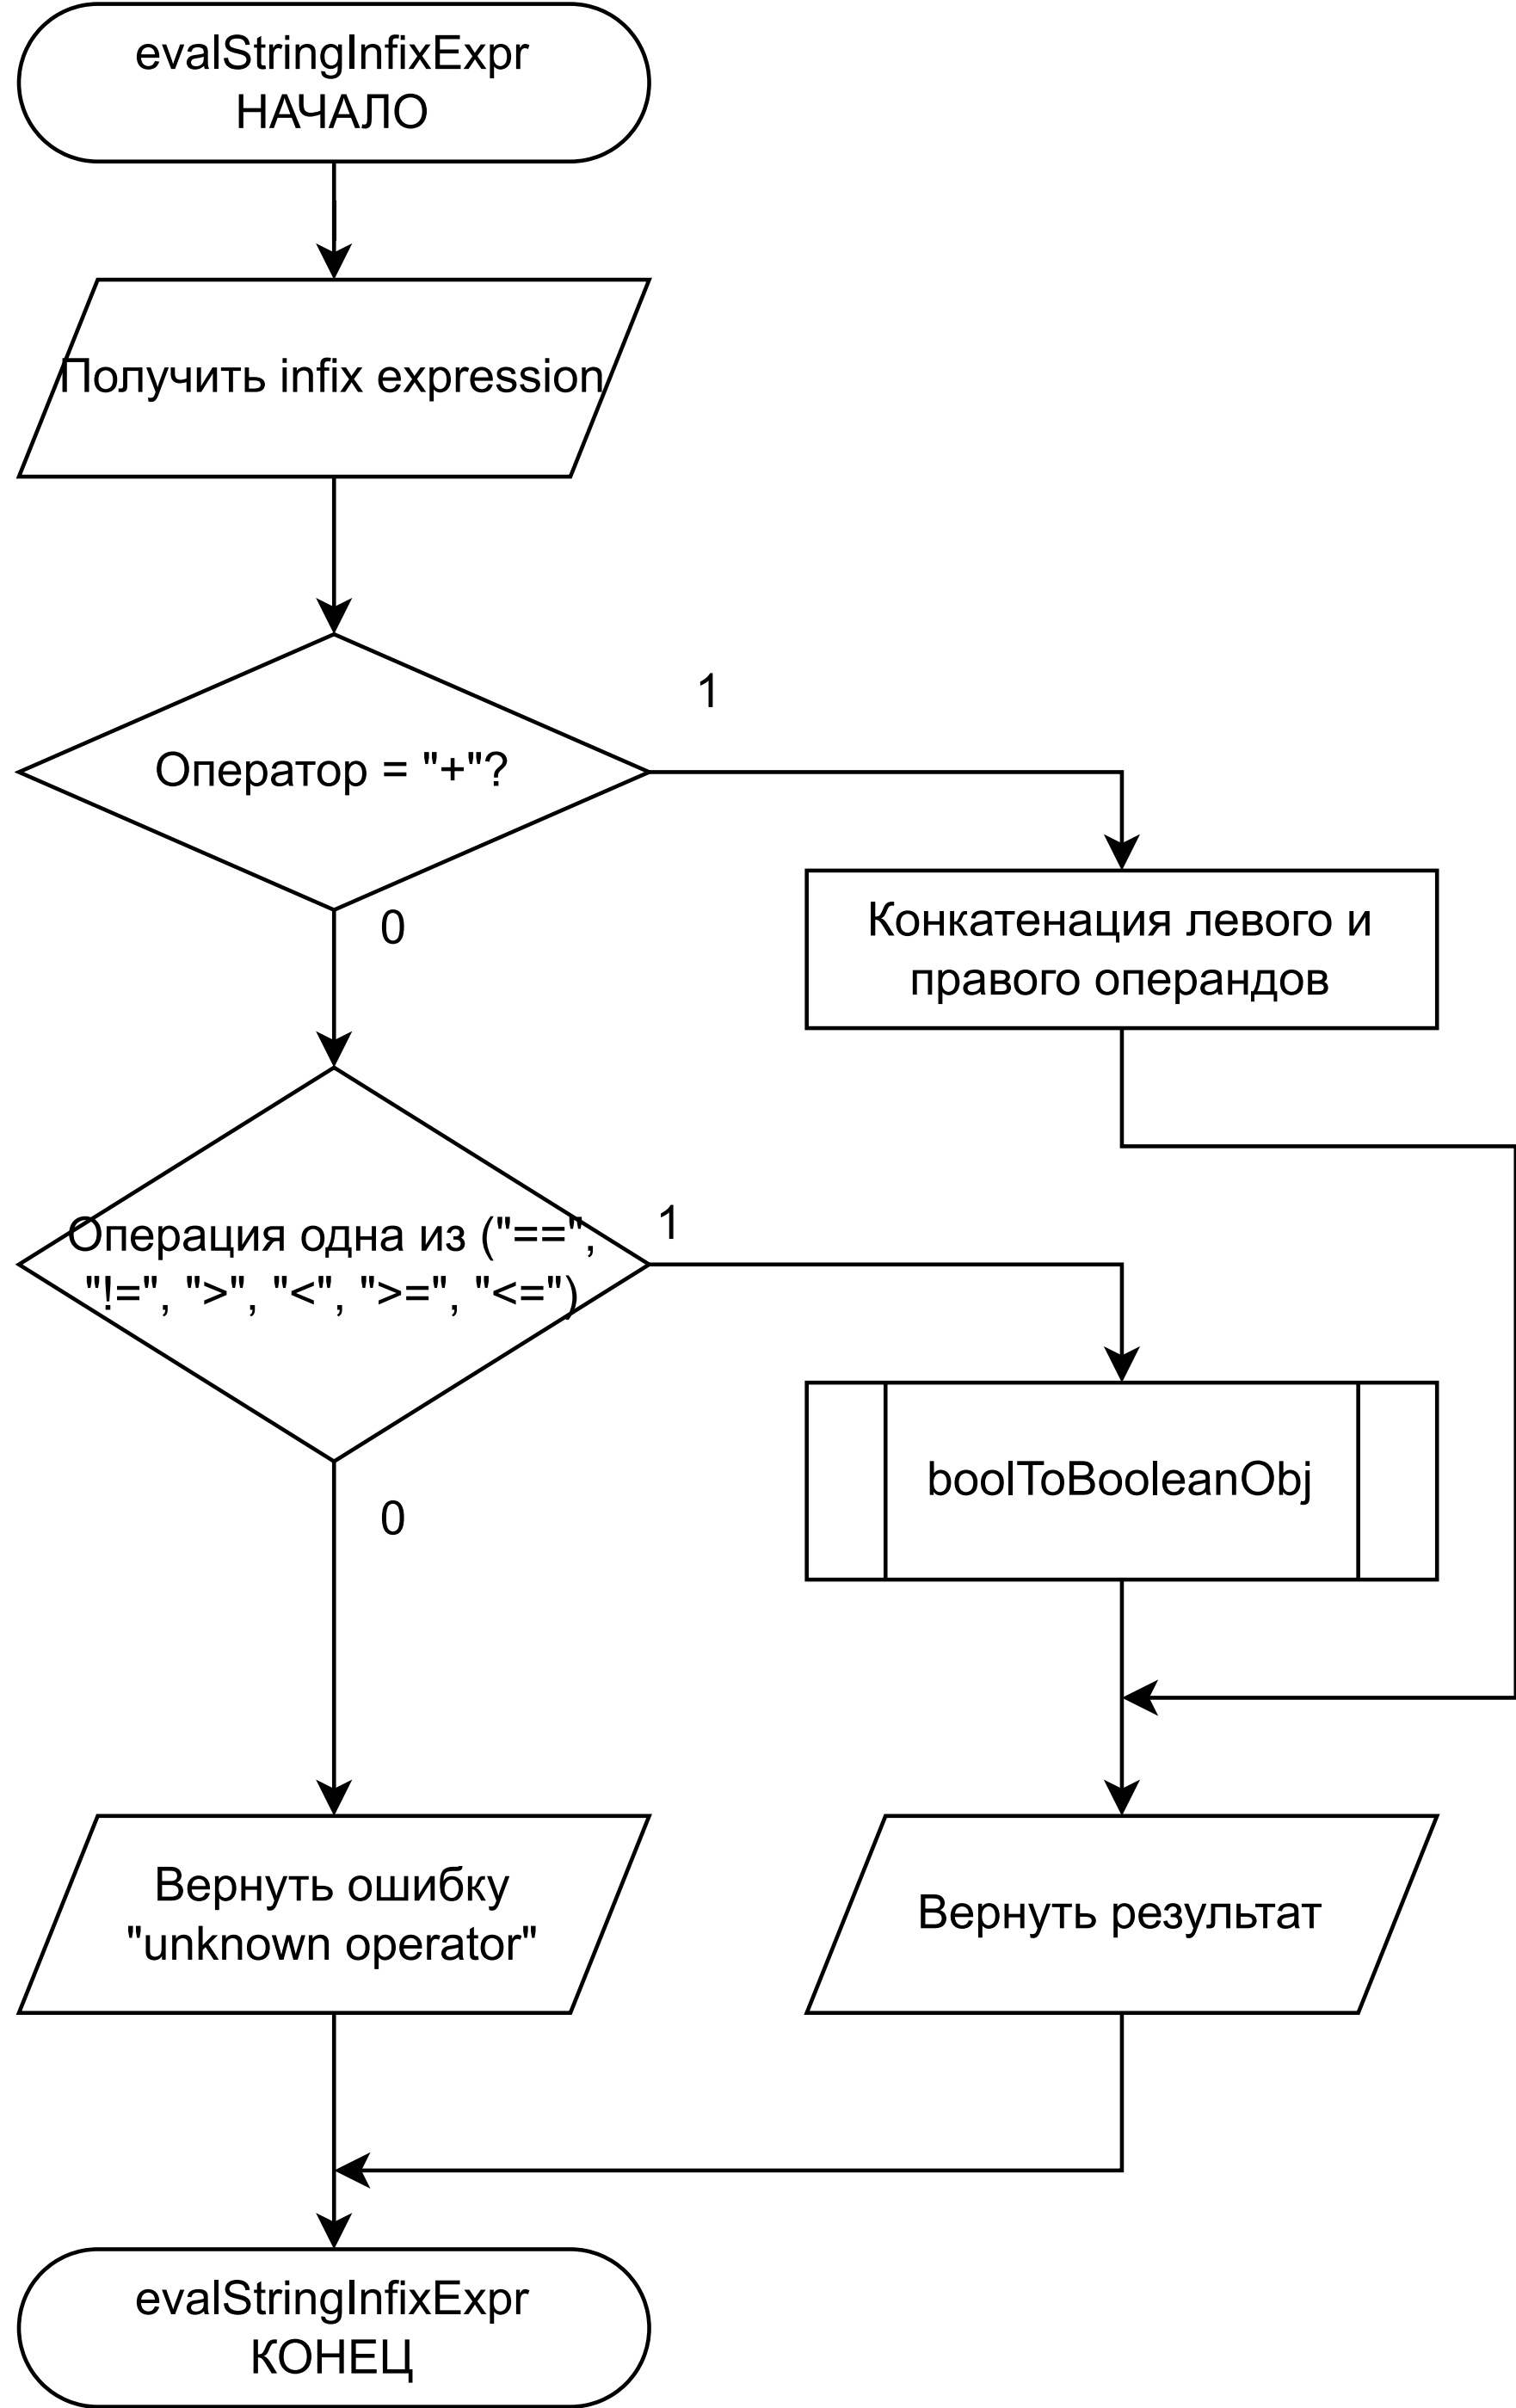 evalStringInfixExpr
НАЧАЛО
Получить infix expression
Оператор = "+"?
1
0
Конкатенация левого и
правого операндов
Операция одна из ("==",
"!=", ">", "<", ">=", "<=")
1
0
boolToBooleanObj
Вернуть ошибку
"unknown operator"
Вернуть результат
evalStringInfixExpr
КОНЕЦ